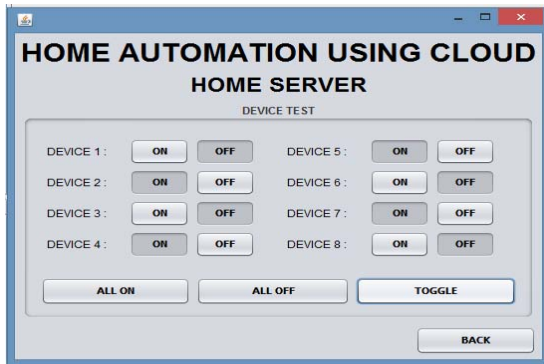 HOME AUTOMATION USING CLOUD
HOME SERVER
DEVICE TEST
DEVICE 1 : ON OFF DEVICE 5 : ON OFF
DEVICE 2 : ON OFF DEVICE 6 : ON OFF
DEVICE 3 : ON OFF DEVICE 7 : ON OFF
DEVICE 4 : ON OFF DEVICE 8 : ON OFF
ALL ON ALL OFF TOGGLE
BACK